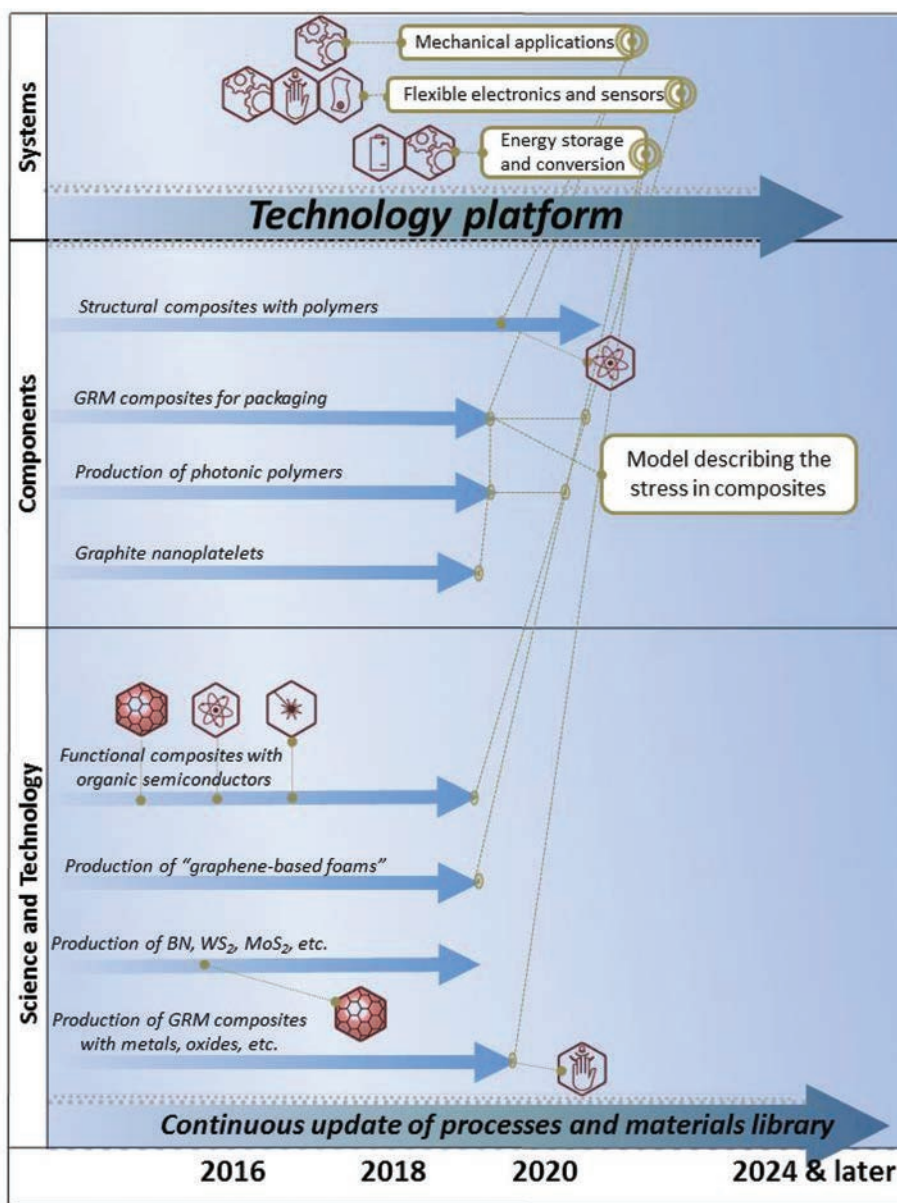 Systems
Mechanical applications
Flexible electronics and sensors
Energy storage
and conversion
Technology platform
Components
Structural composites with polymers
GRM composites for packaging
Production of photonic polymers
Graphite nanoplatelets
Model describing the
stress in composites
Science and Technology
Functional composites with
organic semiconductors
Production of “graphene-based foams”
Production of BN, WS₂, MoS₂, etc.
Production of GRM composites
with metals, oxides, etc.
Continuous update of processes and materials library
2016 2018 2020 2024 & later